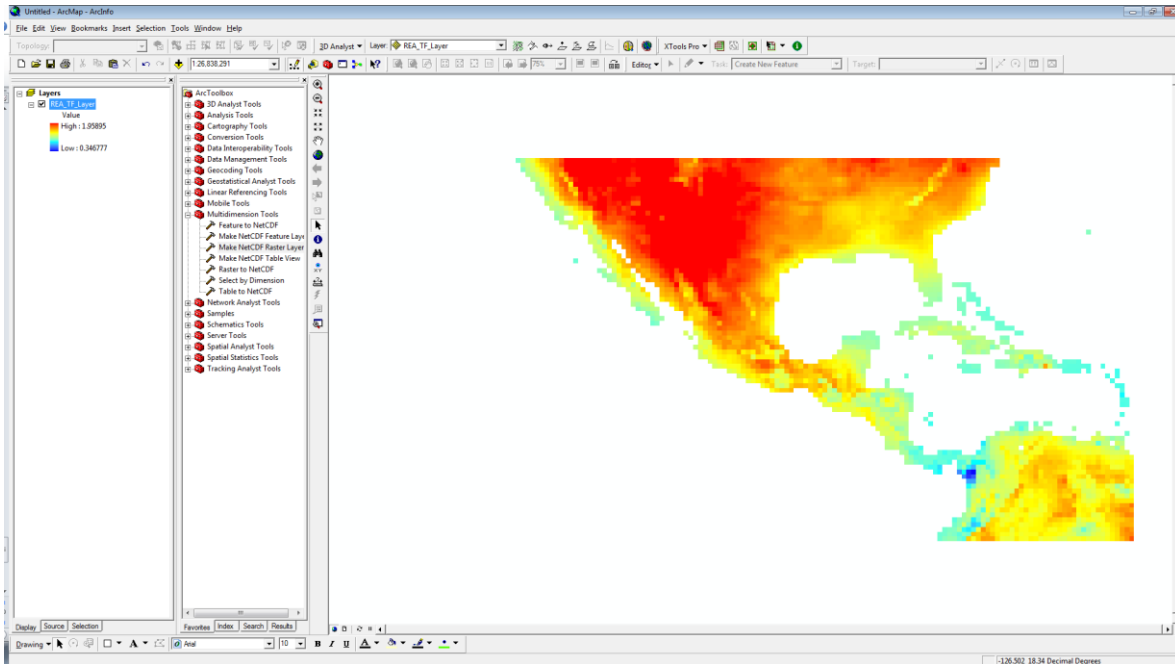 Untitled - ArcMap - ArcInfo
File Edit View Bookmarks Insert Selection Tools Window Help
Topology: 3D Analyst Layer: REA_TF_Layer XTools Pro
1:26,838,291 75% Editor Task: Create New Feature Target:
Layers
REA_TF_Layer
Value
High : 1.95895
Low : 0.346777
ArcToolbox
3D Analyst Tools
Analysis Tools
Cartography Tools
Conversion Tools
Data Interoperability Tools
Data Management Tools
Geocoding Tools
Geostatistical Analyst Tools
Linear Referencing Tools
Mobile Tools
Multidimension Tools
Feature to NetCDF
Make NetCDF Feature Laye
Make NetCDF Raster Layer
Make NetCDF Table View
Raster to NetCDF
Select by Dimension
Table to NetCDF
Network Analyst Tools
Samples
Schematics Tools
Server Tools
Spatial Analyst Tools
Spatial Statistics Tools
Tracking Analyst Tools
Display Source Selection
Favorites Index Search Results
Drawing A Arial 10 B I U A
-126.502 18.34 Decimal Degrees